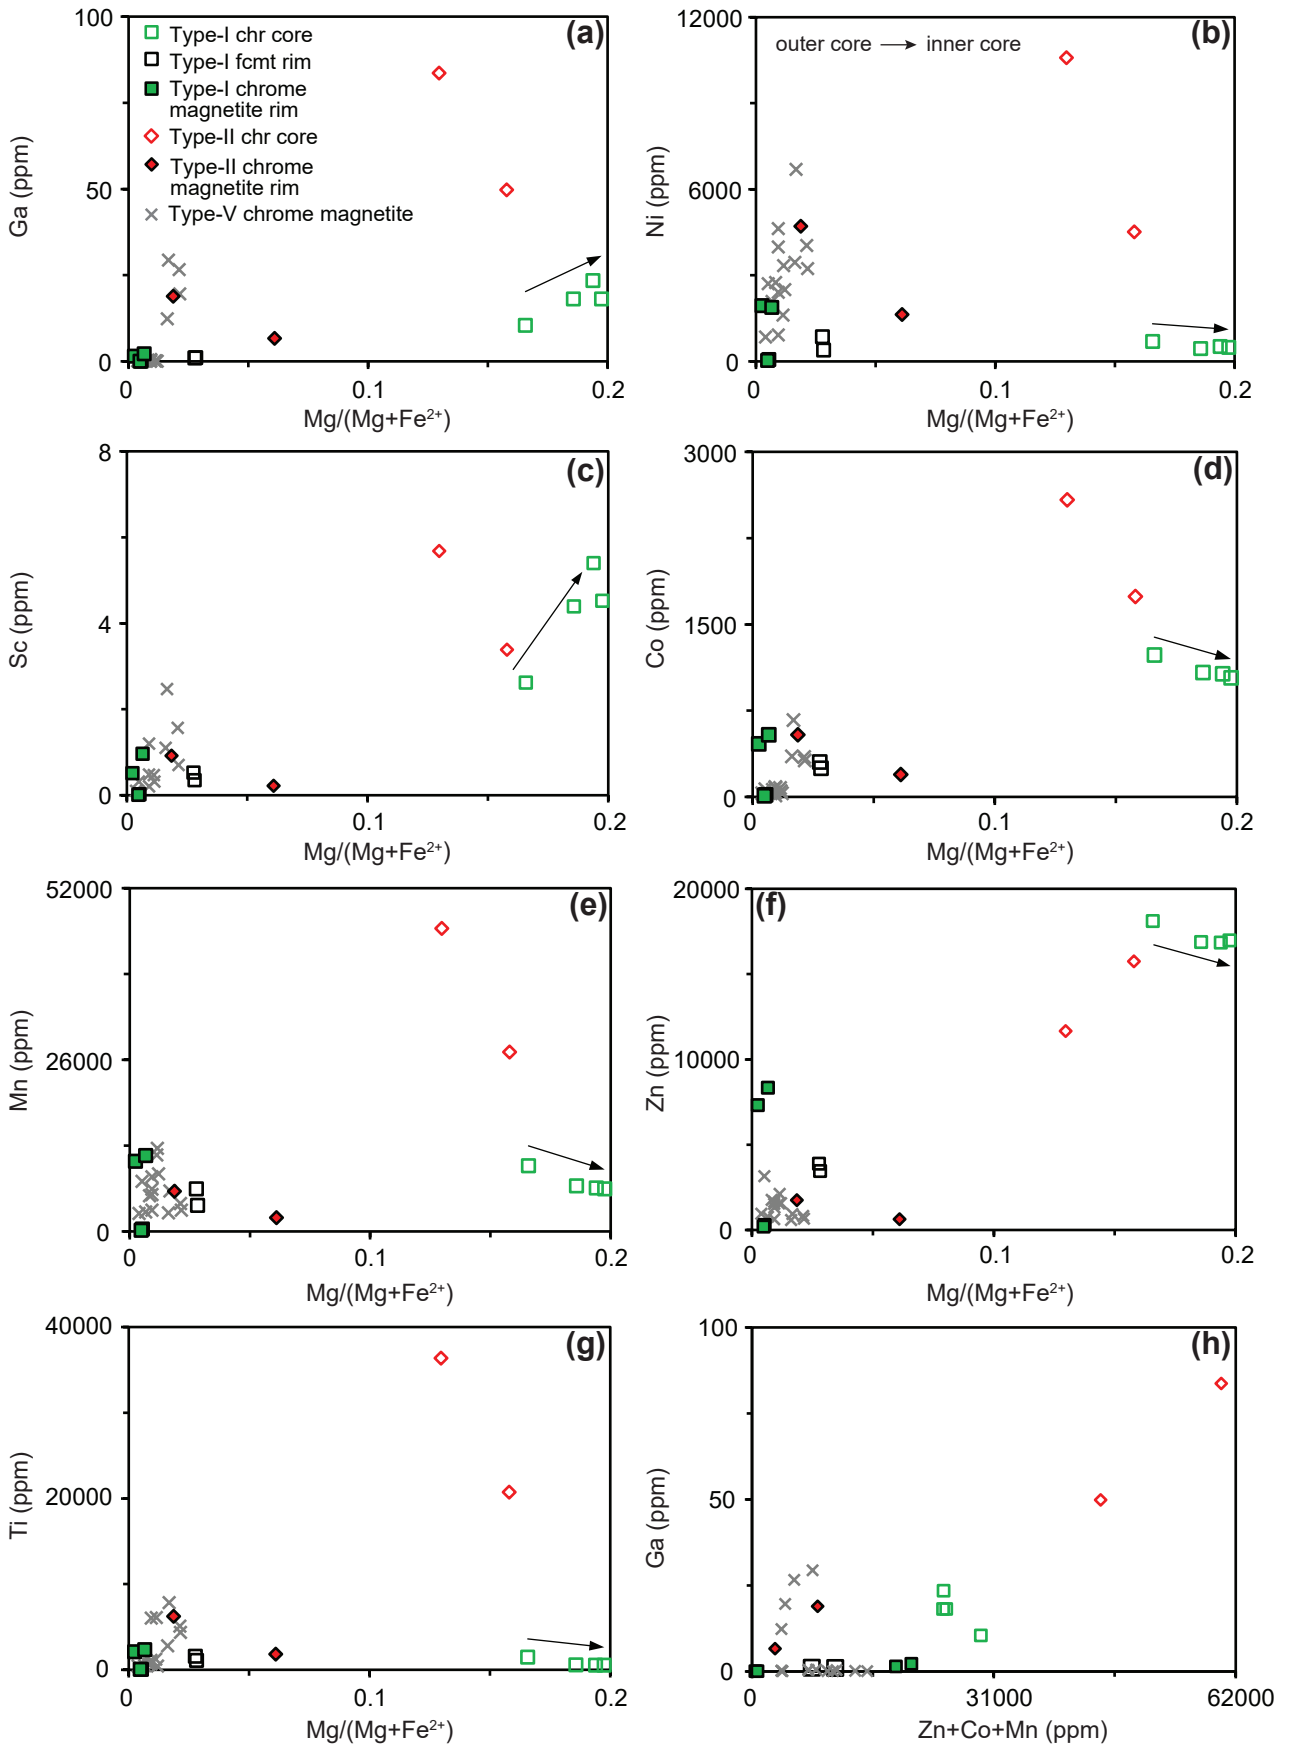 100
(a)
Type-I chr core
Type-I fcmt rim
Type-I chrome
magnetite rim
Type-II chr core
Type-II chrome
magnetite rim
Type-V chrome magnetite
50
0
Ga (ppm)
0 0.1 0.2
Mg/(Mg+Fe²⁺)
12000
(b)
outer core → inner core
6000
0
Ni (ppm)
0 0.1 0.2
Mg/(Mg+Fe²⁺)
8
(c)
4
0
Sc (ppm)
0 0.1 0.2
Mg/(Mg+Fe²⁺)
3000
(d)
1500
0
Co (ppm)
0 0.1 0.2
Mg/(Mg+Fe²⁺)
52000
(e)
26000
0
Mn (ppm)
0 0.1 0.2
Mg/(Mg+Fe²⁺)
20000
(f)
10000
0
Zn (ppm)
0 0.1 0.2
Mg/(Mg+Fe²⁺)
40000
(g)
20000
0
Ti (ppm)
0 0.1 0.2
Mg/(Mg+Fe²⁺)
100
(h)
50
0
Ga (ppm)
0 31000 62000
Zn+Co+Mn (ppm)